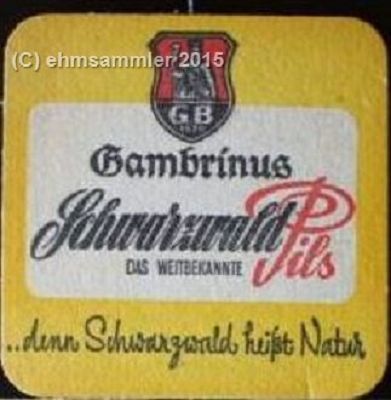 (C) ehmsammler 2015
GB
Gambrinus
Schwarzwald Pils
DAS WEITBEKANNTE
..denn Schwarzwald heißt Natur